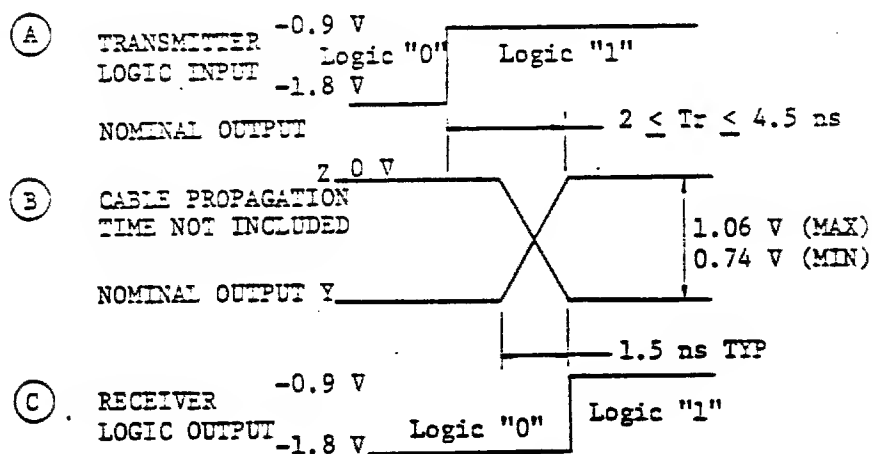 A
TRANSMITTER
LOGIC INPUT
-0.9 V
Logic "0"
Logic "1"
-1.8 V
NOMINAL OUTPUT
2 ≤ Tr ≤ 4.5 ns
Z 0 V
B
CABLE PROPAGATION
TIME NOT INCLUDED
1.06 V (MAX)
0.74 V (MIN)
NOMINAL OUTPUT Y
1.5 ns TYP
C
RECEIVER
LOGIC OUTPUT
-0.9 V
Logic "0"
Logic "1"
-1.8 V